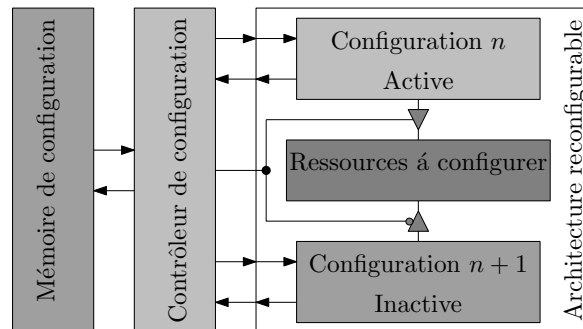 Mémoire de configuration
Contrôleur de configuration
Configuration n
Active
Ressources á configurer
Configuration n + 1
Inactive
Architecture reconfigurable